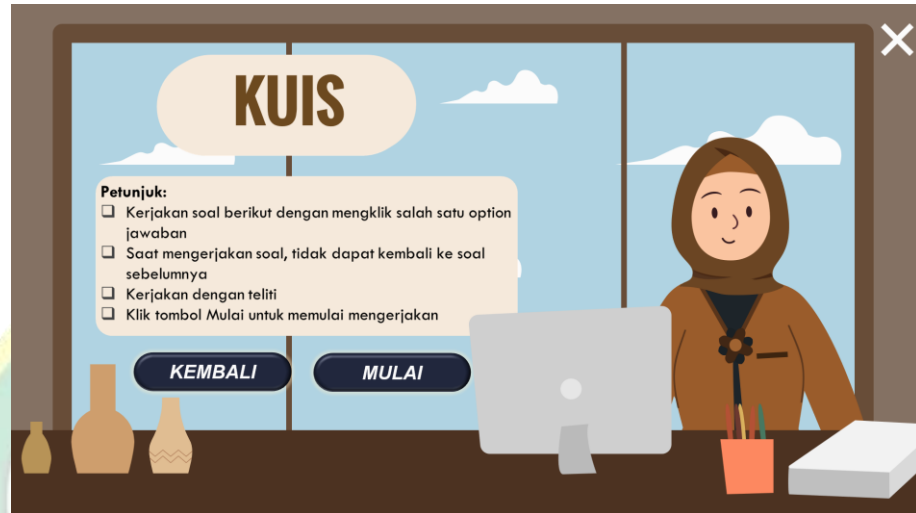 KUIS
Petunjuk:
❑ Kerjakan soal berikut dengan mengklik salah satu option
jawaban
❑ Saat mengerjakan soal, tidak dapat kembali ke soal
sebelumnya
❑ Kerjakan dengan teliti
❑ Klik tombol Mulai untuk memulai mengerjakan
KEMBALI
MULAI